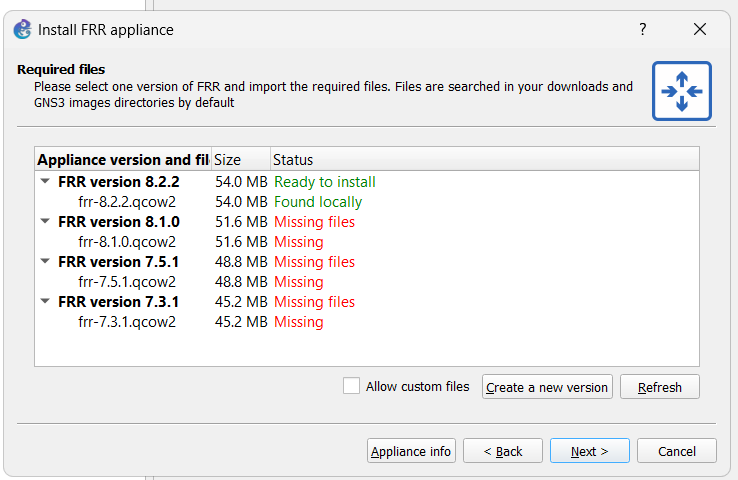 Install FRR appliance
?
Required files
Please select one version of FRR and import the required files. Files are searched in your downloads and
GNS3 images directories by default
Appliance version and fil Size Status
FRR version 8.2.2 54.0 MB Ready to install
frr-8.2.2.qcow2 54.0 MB Found locally
FRR version 8.1.0 51.6 MB Missing files
frr-8.1.0.qcow2 51.6 MB Missing
FRR version 7.5.1 48.8 MB Missing files
frr-7.5.1.qcow2 48.8 MB Missing
FRR version 7.3.1 45.2 MB Missing files
frr-7.3.1.qcow2 45.2 MB Missing
Allow custom files Create a new version Refresh
Appliance info < Back Next > Cancel